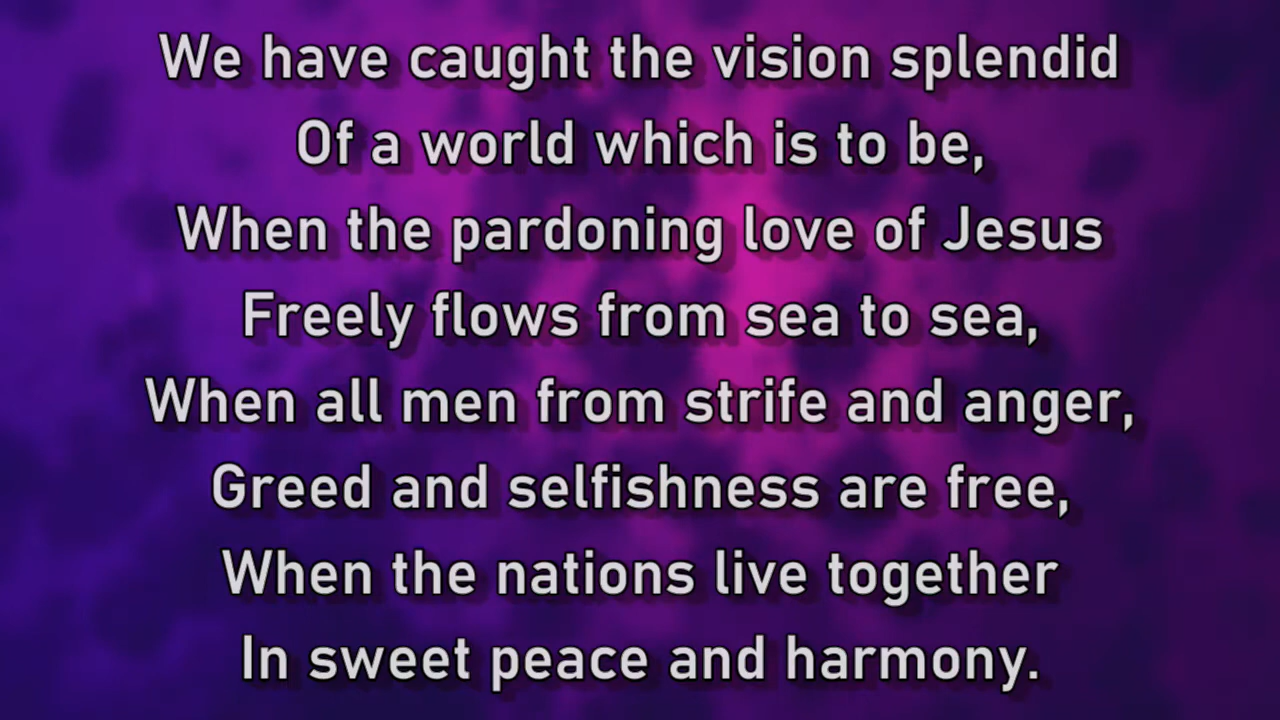 We have caught the vision splendid
Of a world which is to be,
When the pardoning love of Jesus
Freely flows from sea to sea,
When all men from strife and anger,
Greed and selfishness are free,
When the nations live together
In sweet peace and harmony.